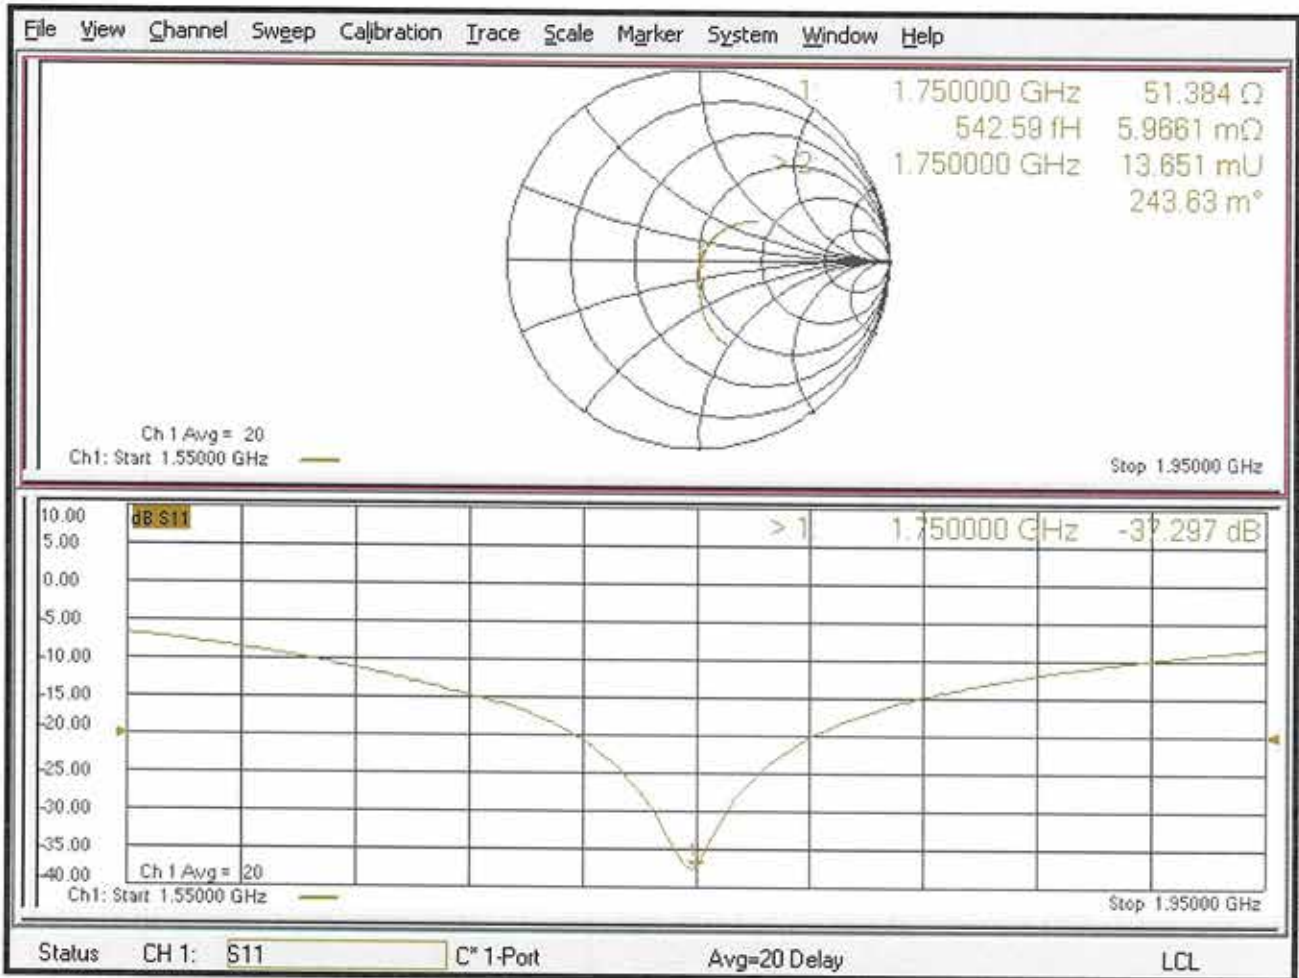 File View Channel Sweep Calibration Trace Scale Marker System Window Help
1: 1.750000 GHz 51.384 Ω
542.59 fH 5.9661 mΩ
> 2: 1.750000 GHz 13.651 mU
243.63 m°
Ch 1 Avg = 20
Ch1: Start 1.55000 GHz
Stop 1.95000 GHz
10.00
dB S11
> 1: 1.750000 GHz -37.297 dB
5.00
0.00
-5.00
-10.00
-15.00
-20.00
-25.00
-30.00
-35.00
-40.00
1
Ch 1 Avg = 20
Ch1: Start 1.55000 GHz
Stop 1.95000 GHz
Status CH 1: S11 C* 1-Port Avg=20 Delay LCL